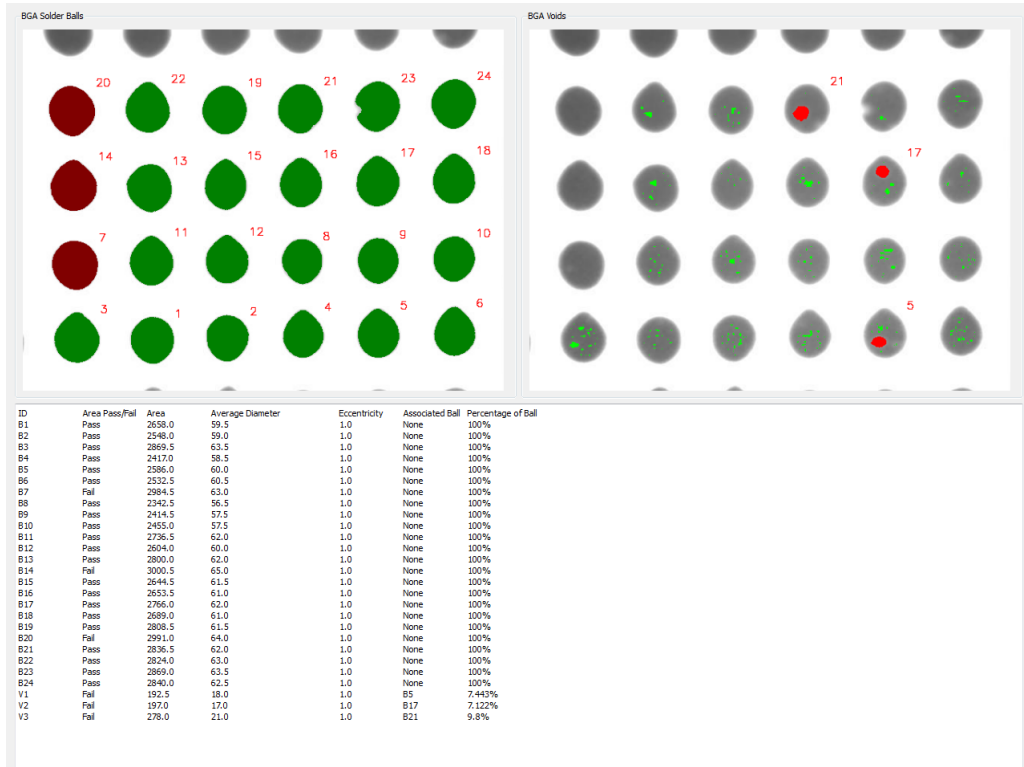 BGA Solder Balls
20 22 19 21 23 24
14 13 15 16 17 18
7 11 12 8 9 10
3 1 2 4 5 6
BGA Voids
21
17
5
ID Area Pass/Fail Area Average Diameter Eccentricity Associated Ball Percentage of Ball
B1 Pass 2658.0 59.5 1.0 None 100%
B2 Pass 2548.0 59.0 1.0 None 100%
B3 Pass 2869.5 63.5 1.0 None 100%
B4 Pass 2417.0 58.5 1.0 None 100%
B5 Pass 2586.0 60.0 1.0 None 100%
B6 Pass 2532.5 60.5 1.0 None 100%
B7 Fail 2984.5 63.0 1.0 None 100%
B8 Pass 2342.5 56.5 1.0 None 100%
B9 Pass 2414.5 57.5 1.0 None 100%
B10 Pass 2455.0 57.5 1.0 None 100%
B11 Pass 2736.5 62.0 1.0 None 100%
B12 Pass 2604.0 60.0 1.0 None 100%
B13 Pass 2800.0 62.0 1.0 None 100%
B14 Fail 3000.5 65.0 1.0 None 100%
B15 Pass 2644.5 61.5 1.0 None 100%
B16 Pass 2653.5 61.0 1.0 None 100%
B17 Pass 2766.0 62.0 1.0 None 100%
B18 Pass 2689.0 61.0 1.0 None 100%
B19 Pass 2808.5 61.5 1.0 None 100%
B20 Fail 2991.0 64.0 1.0 None 100%
B21 Pass 2836.5 62.0 1.0 None 100%
B22 Pass 2824.0 63.0 1.0 None 100%
B23 Pass 2869.0 63.5 1.0 None 100%
B24 Pass 2840.0 62.5 1.0 None 100%
V1 Fail 192.5 18.0 1.0 B5 7.443%
V2 Fail 197.0 17.0 1.0 B17 7.122%
V3 Fail 278.0 21.0 1.0 B21 9.8%